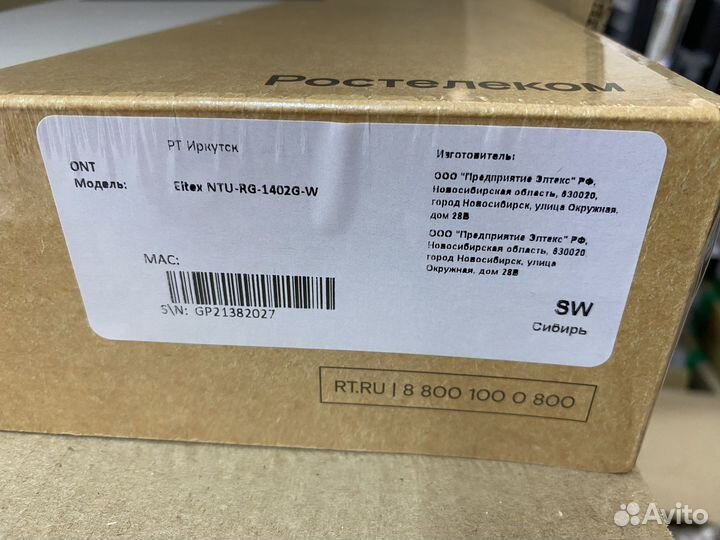 Ростелеком
РТ Иркутск
ONT
Модель: Eltex NTU-RG-1402G-W
MAC:
S\N: GP21382027
Изготовитель:
ООО "Предприятие Элтекс" РФ,
Новосибирская область, 630020,
город Новосибирск, улица Окружная,
дом 28В
ООО "Предприятие Элтекс" РФ,
Новосибирская область, 630020
город Новосибирск, улица
Окружная, дом 28В
SW
Сибирь
RT.RU | 8 800 100 0 800
Avito